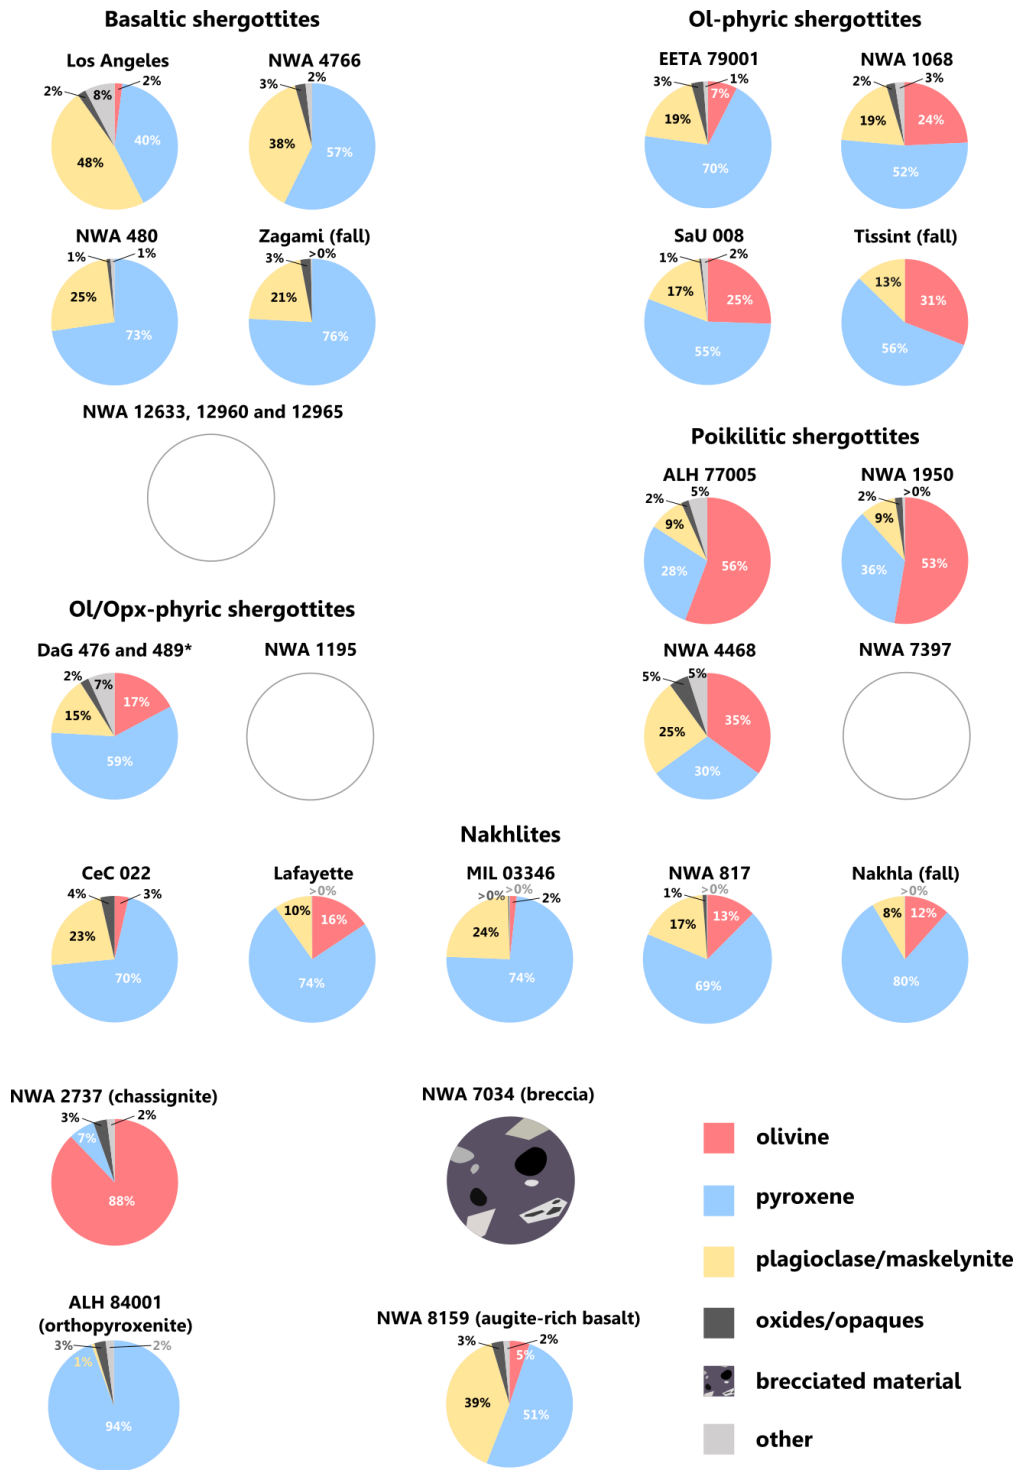 Basaltic shergottites
Los Angeles
2%
8%
2%
40%
48%
NWA 4766
3%
2%
38%
57%
NWA 480
1%
1%
25%
73%
Zagami (fall)
3%
>0%
21%
76%
NWA 12633, 12960 and 12965
Ol-phyric shergottites
EETA 79001
3%
1%
7%
19%
70%
NWA 1068
2%
3%
19%
24%
52%
SaU 008
1%
2%
17%
25%
55%
Tissint (fall)
13%
31%
56%
Poikilitic shergottites
ALH 77005
2%
5%
9%
28%
56%
NWA 1950
2%
>0%
9%
36%
53%
NWA 4468
5%
5%
25%
35%
30%
NWA 7397
Ol/Opx-phyric shergottites
DaG 476 and 489*
2%
7%
15%
17%
59%
NWA 1195
Nakhlites
CeC 022
4%
3%
23%
70%
Lafayette
>0%
10%
16%
74%
MIL 03346
>0%
>0%
2%
24%
74%
NWA 817
1%
>0%
17%
13%
69%
Nakhla (fall)
>0%
8%
12%
80%
NWA 2737 (chassignite)
3%
2%
7%
88%
NWA 7034 (breccia)
ALH 84001
(orthopyroxenite)
3%
2%
1%
94%
NWA 8159 (augite-rich basalt)
3%
2%
5%
39%
51%
olivine
pyroxene
plagioclase/maskelynite
oxides/opaques
brecciated material
other